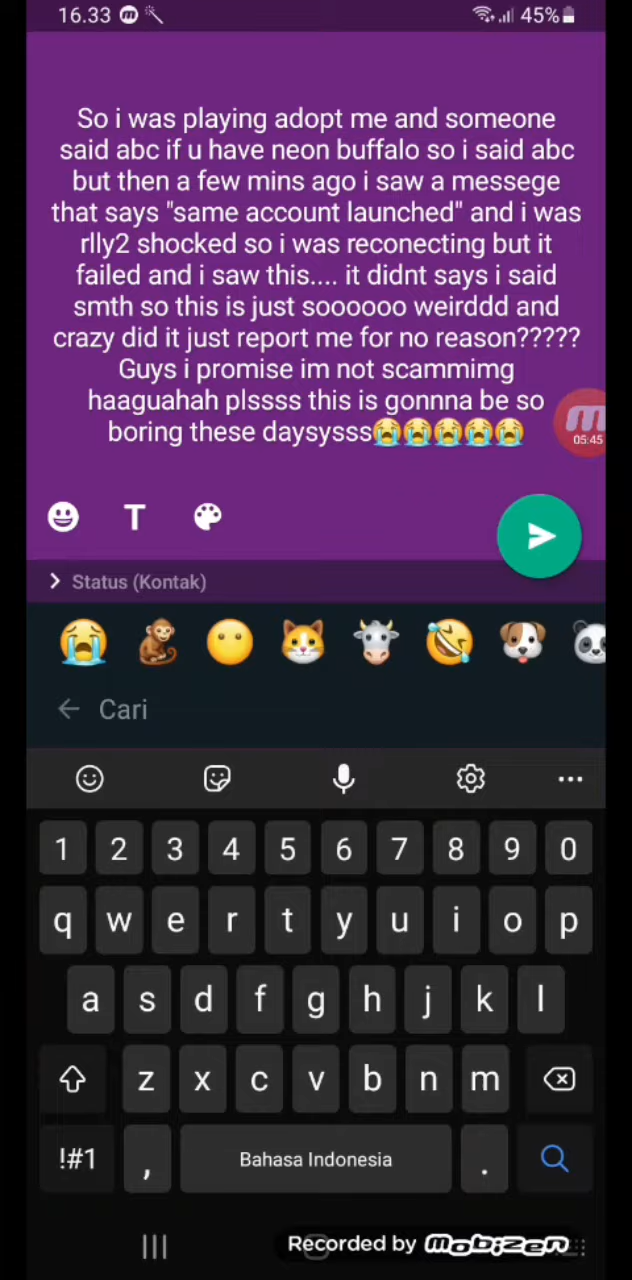 16.33 45%
So i was playing adopt me and someone
said abc if u have neon buffalo so i said abc
but then a few mins ago i saw a messege
that says "same account launched" and i was
rlly2 shocked so i was reconecting but it
failed and i saw this.... it didnt says i said
smth so this is just soooooo weirddd and
crazy did it just report me for no reason?????
Guys i promise im not scammimg
haaguahah plssss this is gonnna be so
boring these daysysss😭😭😭😭😭
05:45
T
Status (Kontak)
Cari
1 2 3 4 5 6 7 8 9 0
q w e r t y u i o p
a s d f g h j k l
z x c v b n m
!#1 , Bahasa Indonesia .
Recorded by mobizen